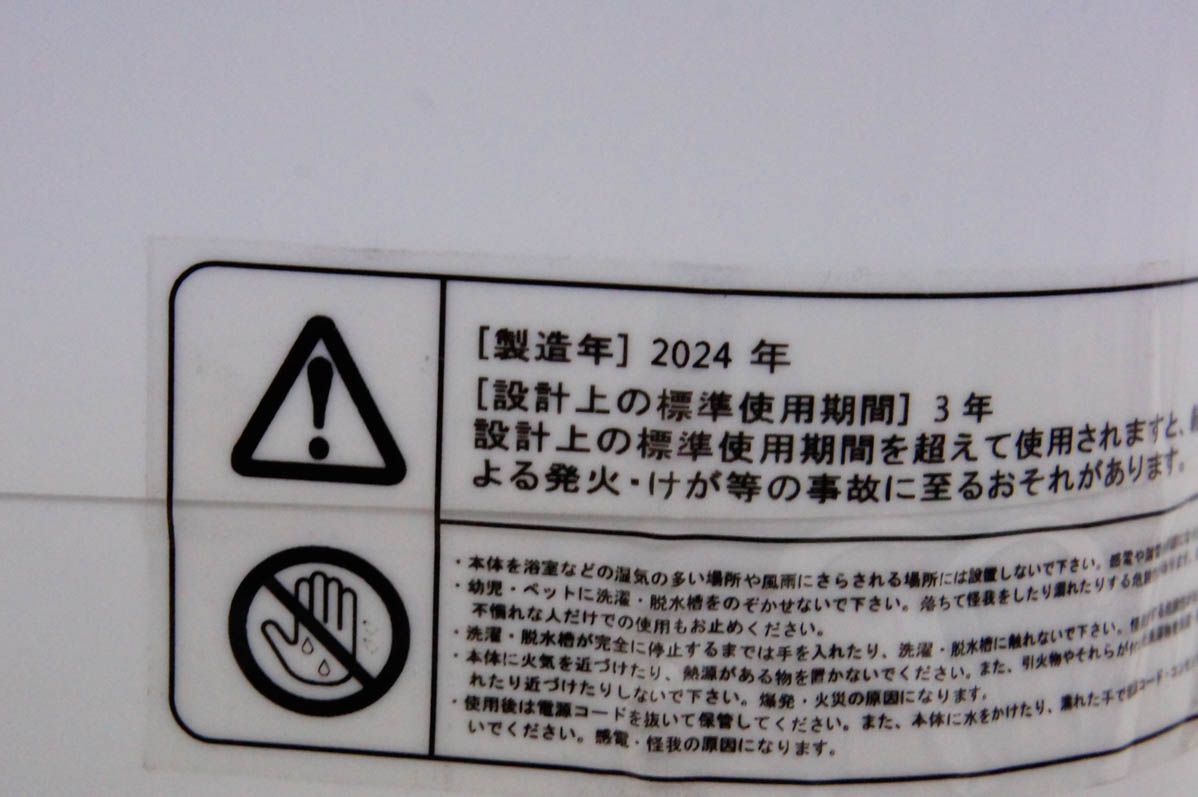 [製造年] 2024 年
[設計上の標準使用期間] 3 年
設計上の標準使用期間を超えて使用されますと、
よる発火・けが等の事故に至るおそれがあります。
・本体を浴室などの湿気の多い場所や風雨にさらされる場所には設置しないで下さい。感電や
・幼児・ペットに洗濯・脱水槽をのぞかせないで下さい。落ちて怪我をしたり濡れたりする危険が
不慣れな人だけでの使用もお止めください。
・洗濯・脱水槽が完全に停止するまでは手を入れたり、洗濯・脱水槽に触れないで下さい。
・本体に火気を近づけたり、熱源がある物を置かないでください。また、引火物やそれらが
れたり近づけたりしないで下さい。爆発・火災の原因になります。
・使用後は電源コードを抜いて保管してください。また、本体に水をかけたり、濡れた手で
いでください。感電・怪我の原因になります。